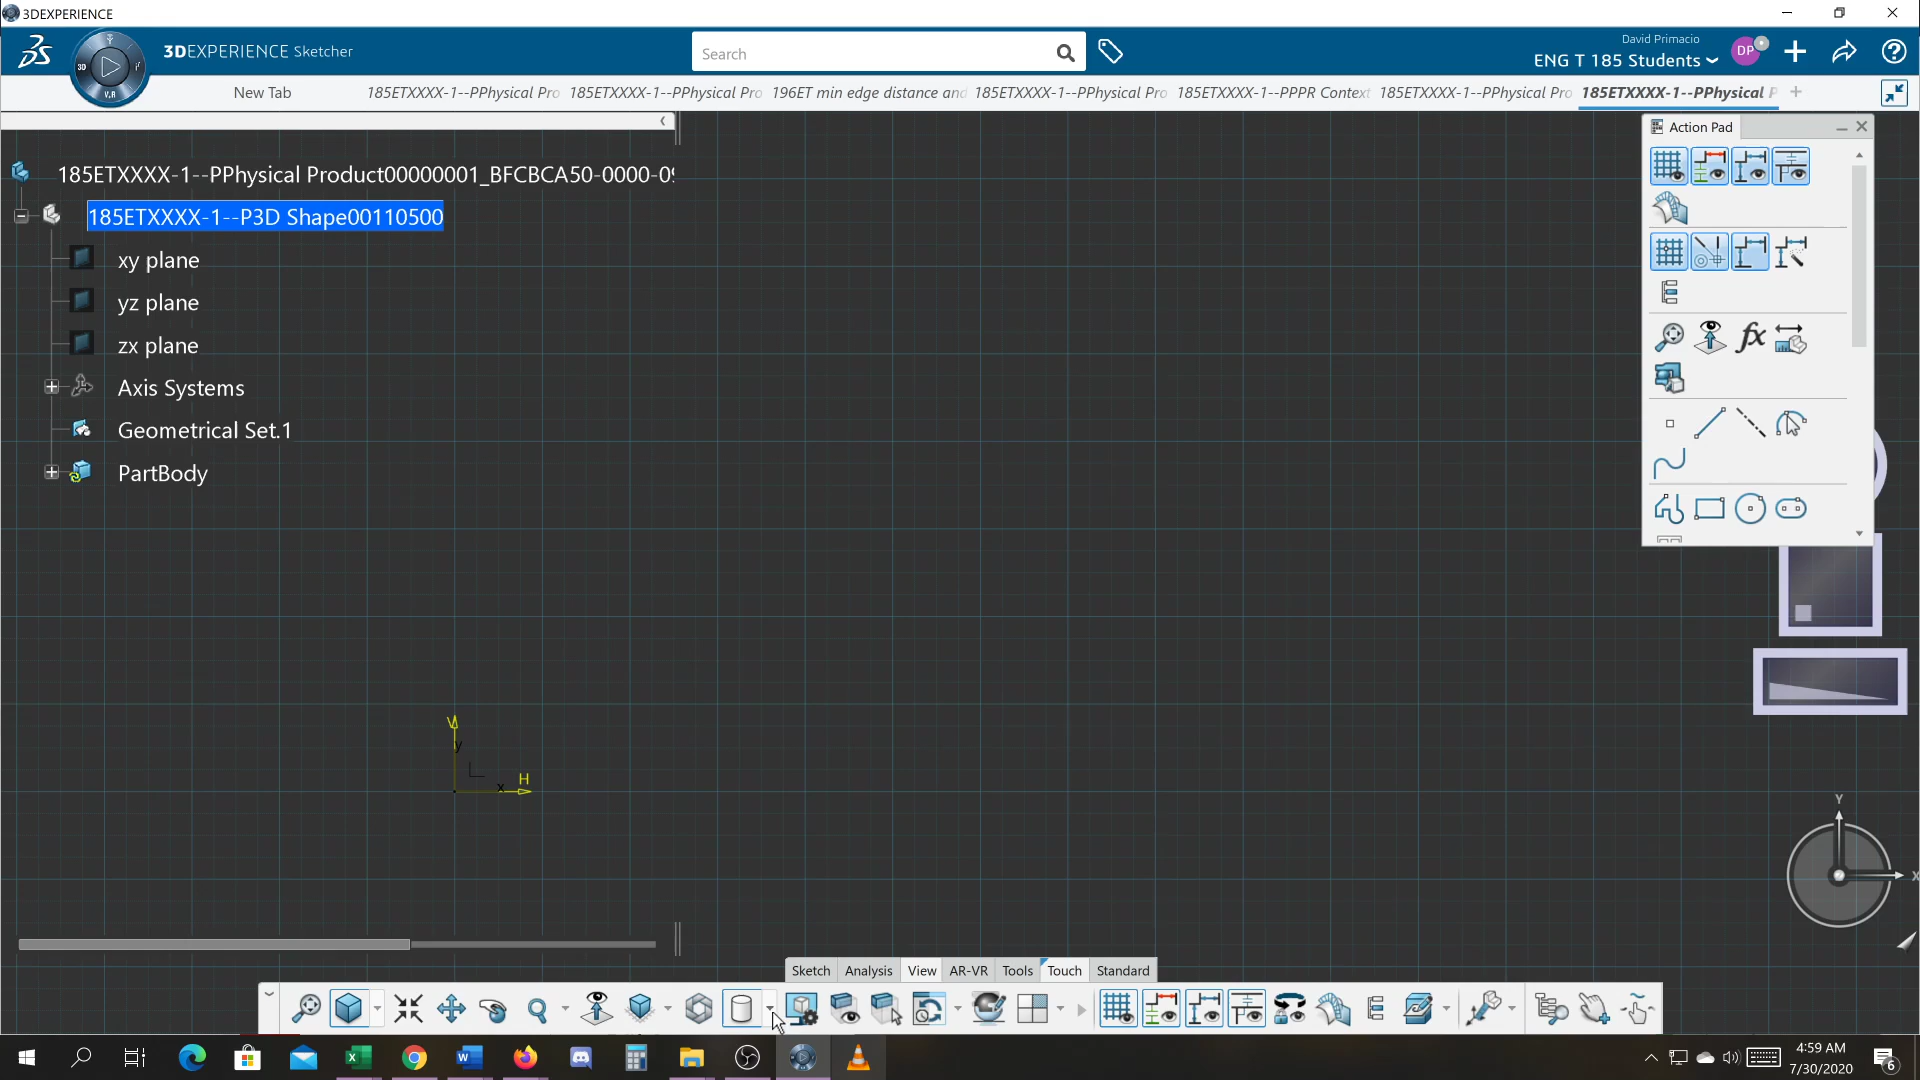 3DEXPERIENCE
3DEXPERIENCE Sketcher
3D
V.R
Search
David Primacio
ENG T 185 Students
DP
New Tab
185ETXXXX-1--PPhysical Pro
185ETXXXX-1--PPhysical Pro
196ET min edge distance and
185ETXXXX-1--PPhysical Pro
185ETXXXX-1--PPPR Context
185ETXXXX-1--PPhysical Pro
185ETXXXX-1--PPhysical P
Action Pad
185ETXXXX-1--PPhysical Product00000001_BFCBCA50-0000-09
185ETXXXX-1--P3D Shape00110500
xy plane
yz plane
zx plane
Axis Systems
Geometrical Set.1
PartBody
fx
V
y
H
x
Y
X
Sketch
Analysis
View
AR-VR
Tools
Touch
Standard
4:59 AM
7/30/2020
6